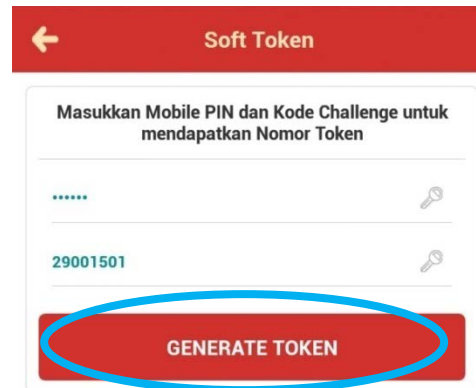 Soft Token
Masukkan Mobile PIN dan Kode Challenge untuk
mendapatkan Nomor Token
••••••
29001501
GENERATE TOKEN